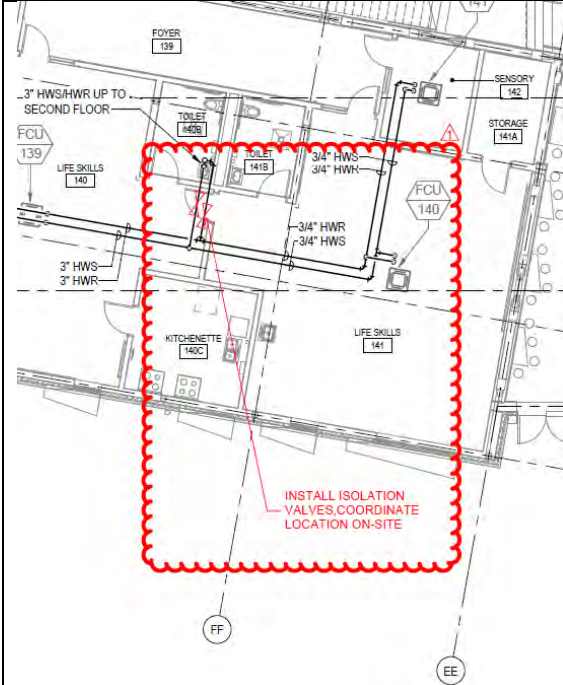 141
FOYER
139
SENSORY
142
3" HWS/HWR UP TO
SECOND FLOOR
TOILET
140B
STORAGE
141A
1
FCU
139
LIFE SKILLS
140
TOILET
141B
3/4" HWS
3/4" HWR
FCU
140
3/4" HWR
3/4" HWS
3" HWS
3" HWR
KITCHENETTE
140C
LIFE SKILLS
141
INSTALL ISOLATION
VALVES,COORDINATE
LOCATION ON-SITE
FF
EE